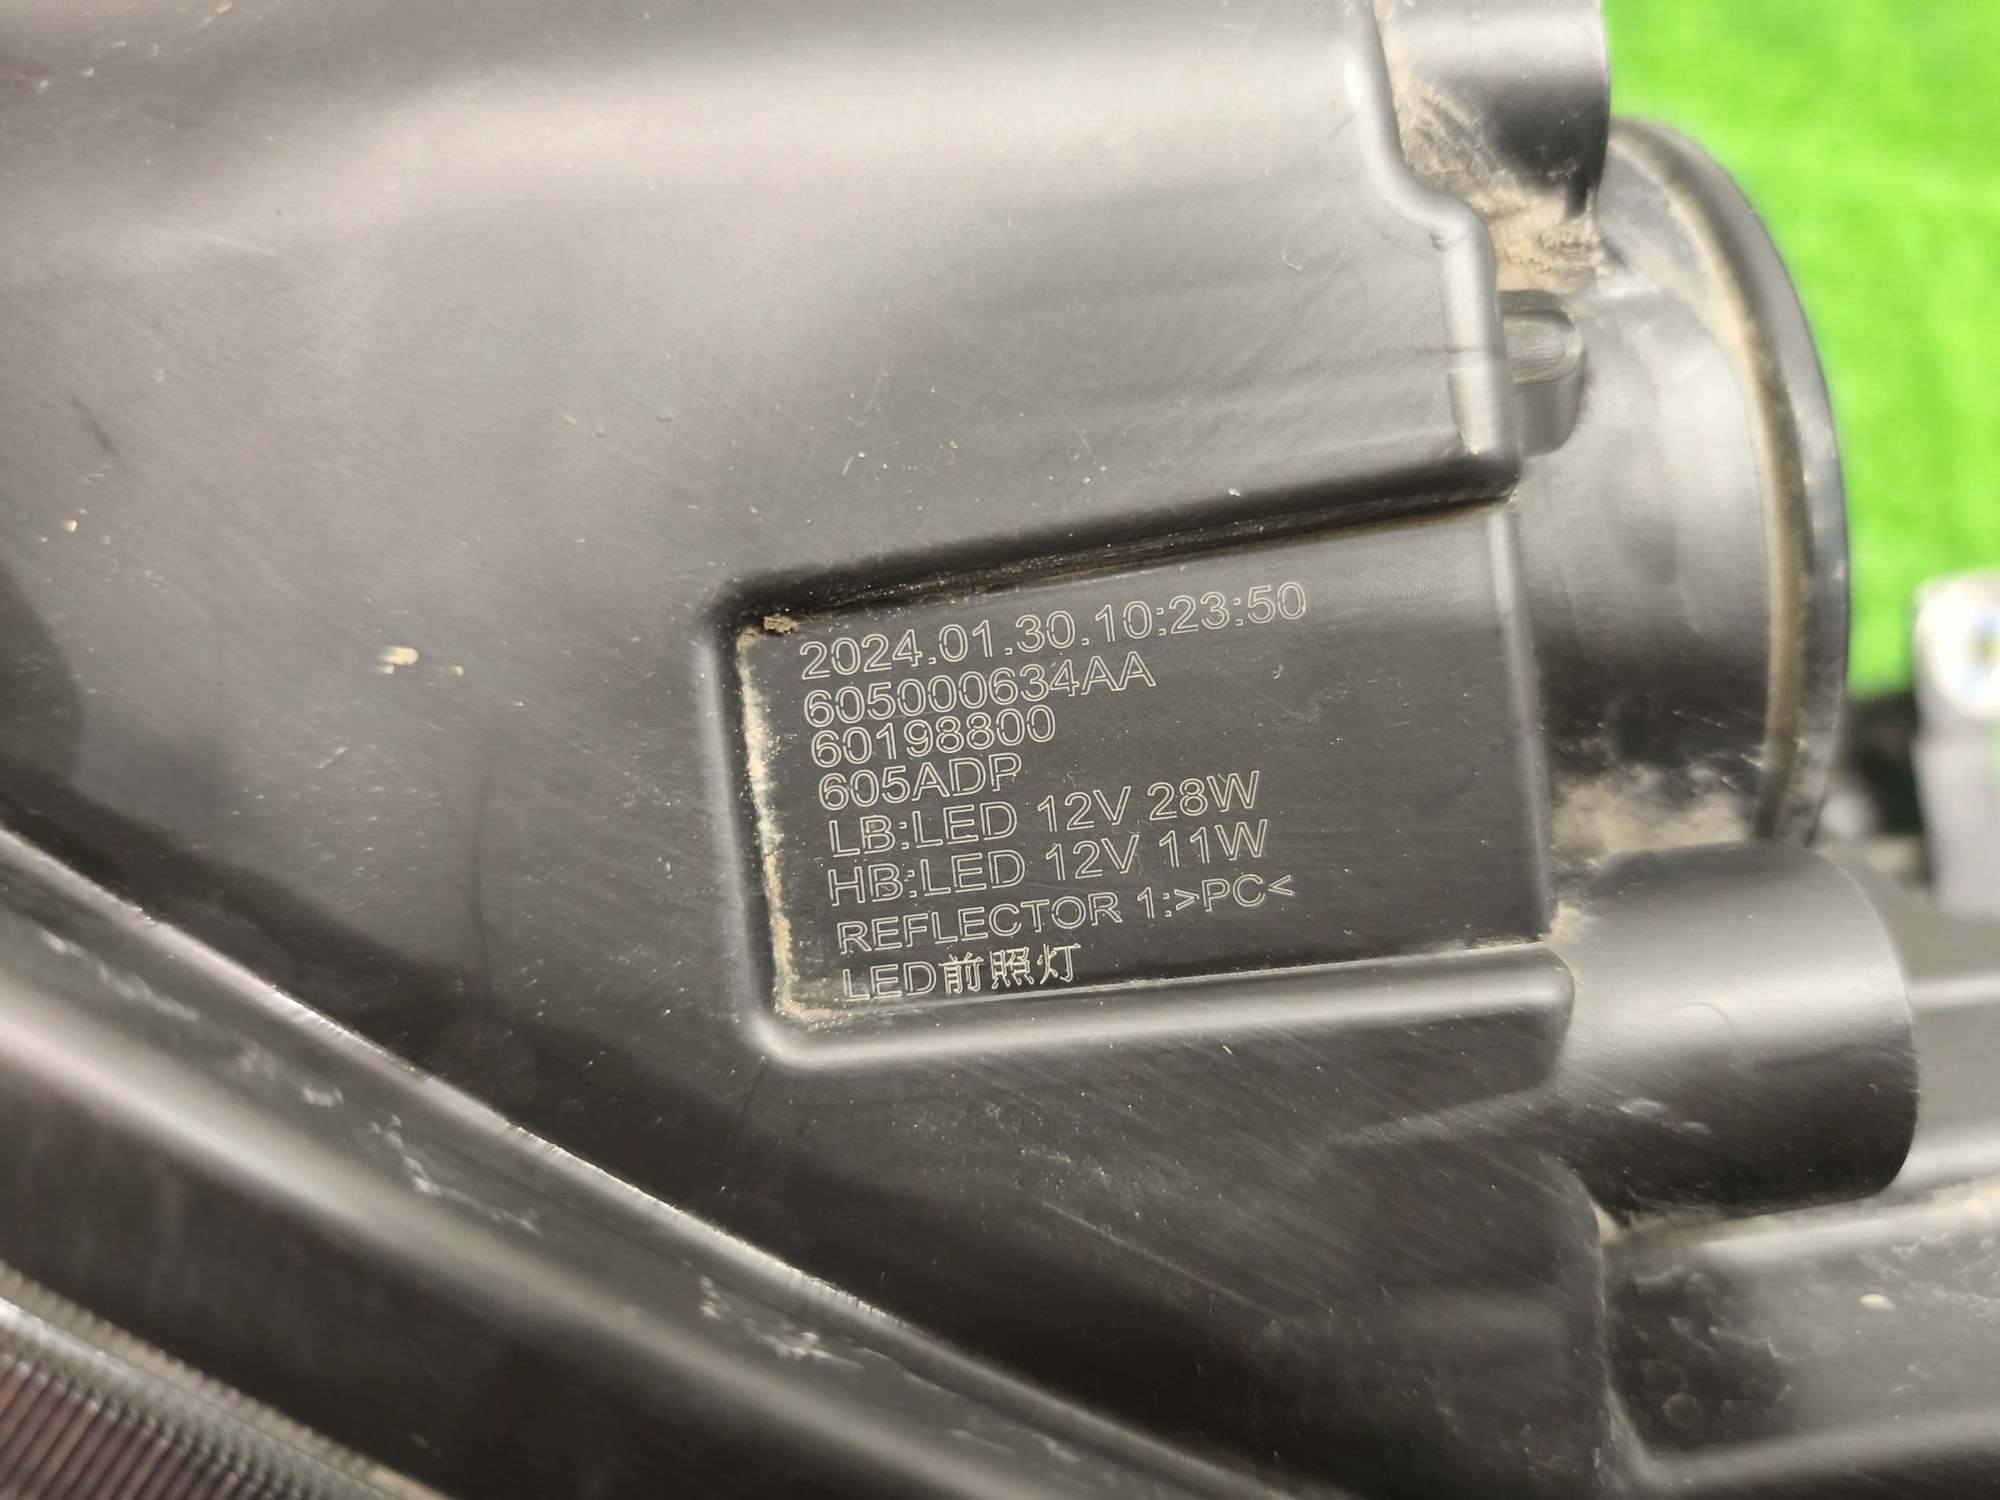 2024.01.30.10:23:50
605000634AA
60198800
605ADP
LB:LED 12V 28W
HB:LED 12V 11W
REFLECTOR 1:>PC<
LED前照灯